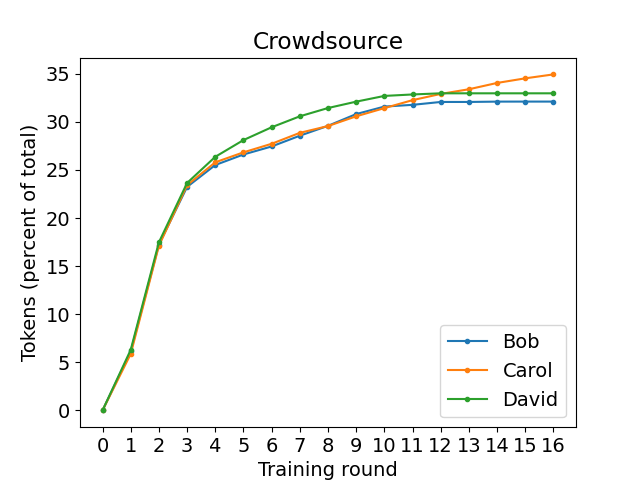 Crowdsource
Tokens (percent of total)
35
30
25
20
15
10
5
0
Bob
Carol
David
0 1 2 3 4 5 6 7 8 9 10 11 12 13 14 15 16
Training round